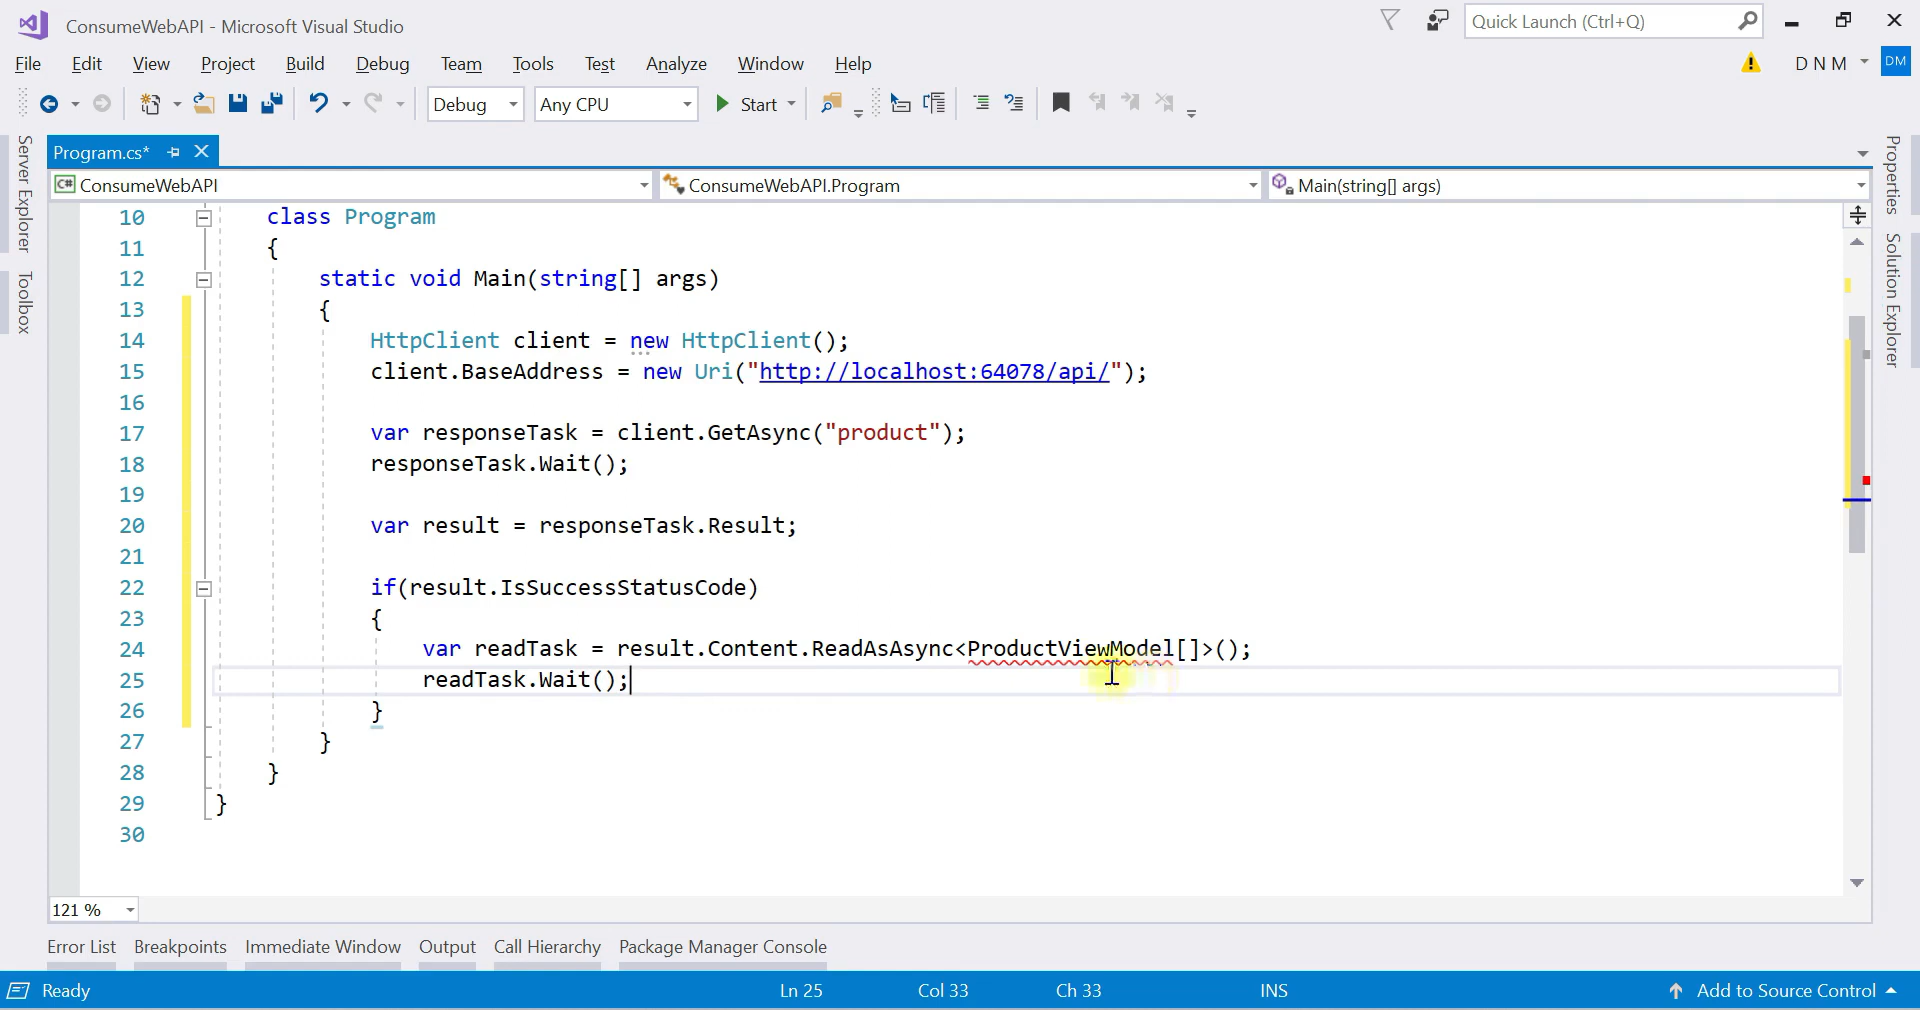 ConsumeWebAPI - Microsoft Visual Studio
Quick Launch (Ctrl+Q)
File Edit View Project Build Debug Team Tools Test Analyze Window Help
D N M
DM
Debug Any CPU Start
Server Explorer
Toolbox
Program.cs*
C# ConsumeWebAPI
ConsumeWebAPI.Program
Main(string[] args)
Properties
Solution Explorer
10 class Program
11 {
12 static void Main(string[] args)
13 {
14 HttpClient client = new HttpClient();
15 client.BaseAddress = new Uri("http://localhost:64078/api/");
16
17 var responseTask = client.GetAsync("product");
18 responseTask.Wait();
19
20 var result = responseTask.Result;
21
22 if(result.IsSuccessStatusCode)
23 {
24 var readTask = result.Content.ReadAsAsync<ProductViewModel[]>();
25 readTask.Wait();
26 }
27 }
28 }
29 }
30
121 %
Error List Breakpoints Immediate Window Output Call Hierarchy Package Manager Console
Ready Ln 25 Col 33 Ch 33 INS Add to Source Control